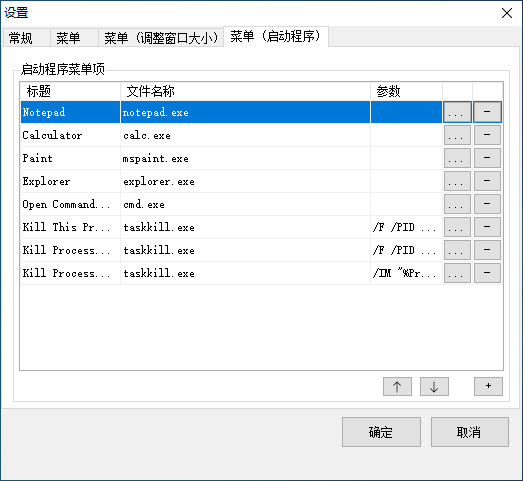 设置
常规 菜单 菜单（调整窗口大小） 菜单（启动程序）
启动程序菜单项
标题 文件名称 参数
Notepad notepad.exe ... −
Calculator calc.exe ... −
Paint mspaint.exe ... −
Explorer explorer.exe ... −
Open Command... cmd.exe ... −
Kill This Pr... taskkill.exe /F /PID ... ... −
Kill Process... taskkill.exe /F /PID ... ... −
Kill Process... taskkill.exe /IM "%Pr... ... −
↑ ↓ +
确定 取消